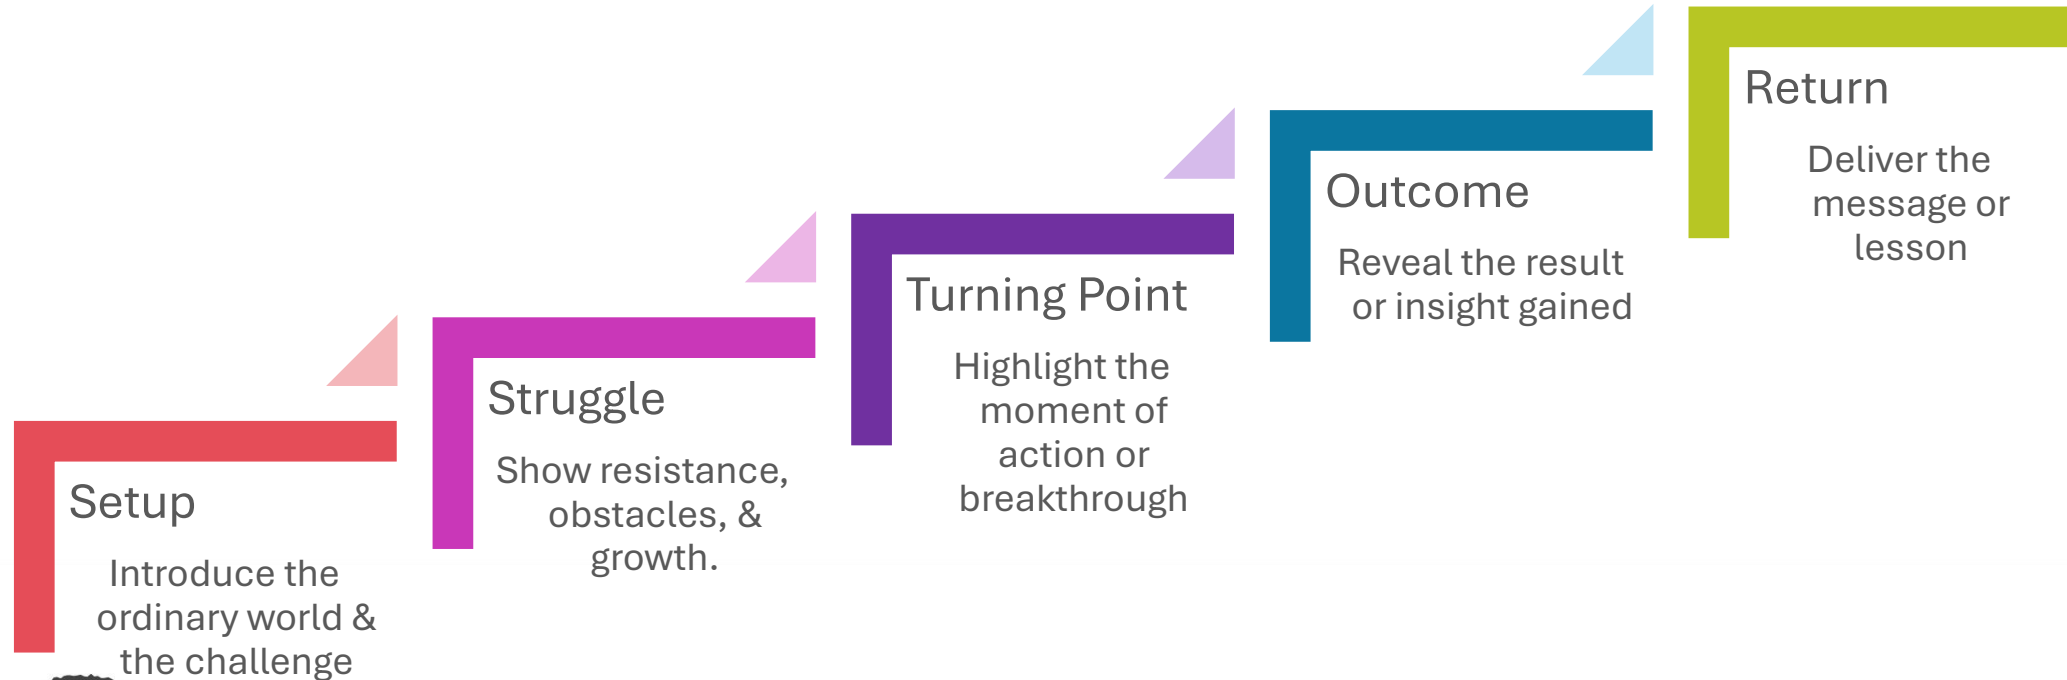 Setup
Introduce the
ordinary world &
the challenge
Struggle
Show resistance,
obstacles, &
growth.
Turning Point
Highlight the
moment of
action or
breakthrough
Outcome
Reveal the result
or insight gained
Return
Deliver the
message or
lesson